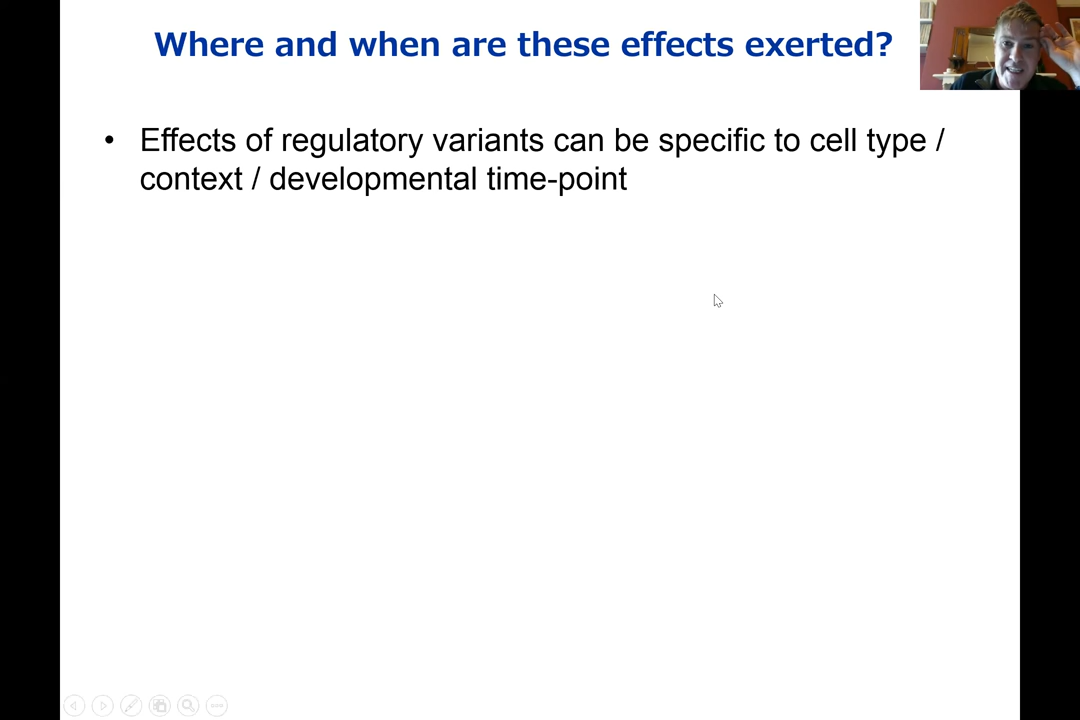 Where and when are these effects exerted?
• Effects of regulatory variants can be specific to cell type /
context / developmental time-point